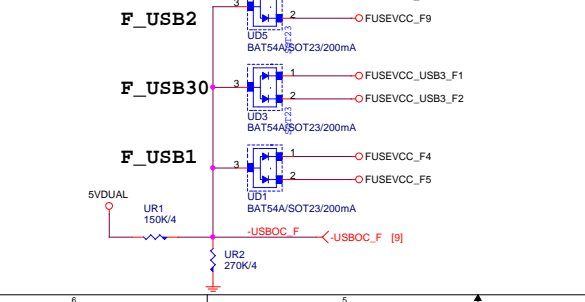 3
F_USB2
2
FUSEVCC_F9
UD5
SOT23
BAT54A/SOT23/200mA
1
FUSEVCC_USB3_F1
F_USB30
3
2
FUSEVCC_USB3_F2
UD3
SOT23
BAT54A/SOT23/200mA
1
FUSEVCC_F4
F_USB1
3
2
FUSEVCC_F5
5VDUAL
UD1
BAT54A/SOT23/200mA
UR1
150K/4
-USBOC_F
-USBOC_F [9]
UR2
270K/4
6
5